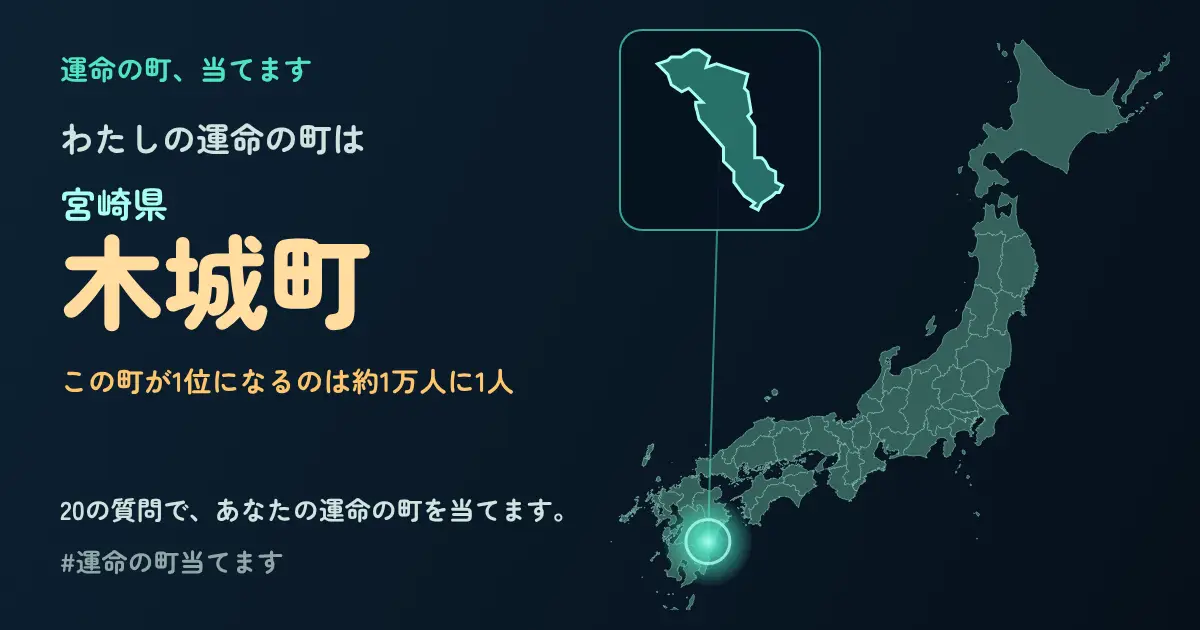 運命の町、当てます
わたしの運命の町は
宮崎県
木城町
この町が1位になるのは約1万人に1人
20の質問で、あなたの運命の町を当てます。
#運命の町当てます